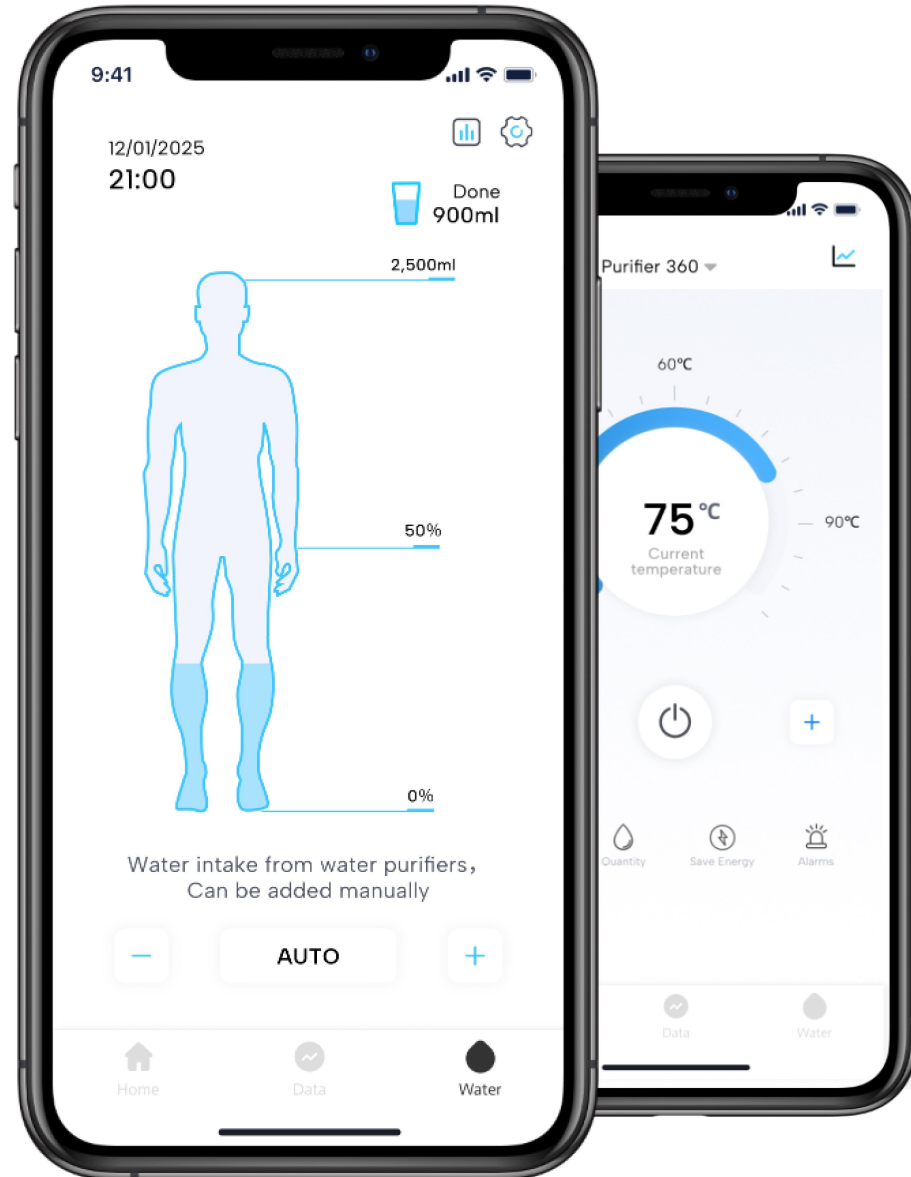 9:41
12/01/2025
21:00
Done
900ml
2,500ml
50%
0%
Water intake from water purifiers,
Can be added manually
AUTO
Home
Data
Water
Purifier 360
60℃
90℃
75℃
Current
temperature
Quantity
Save Energy
Alarms
Data
Water